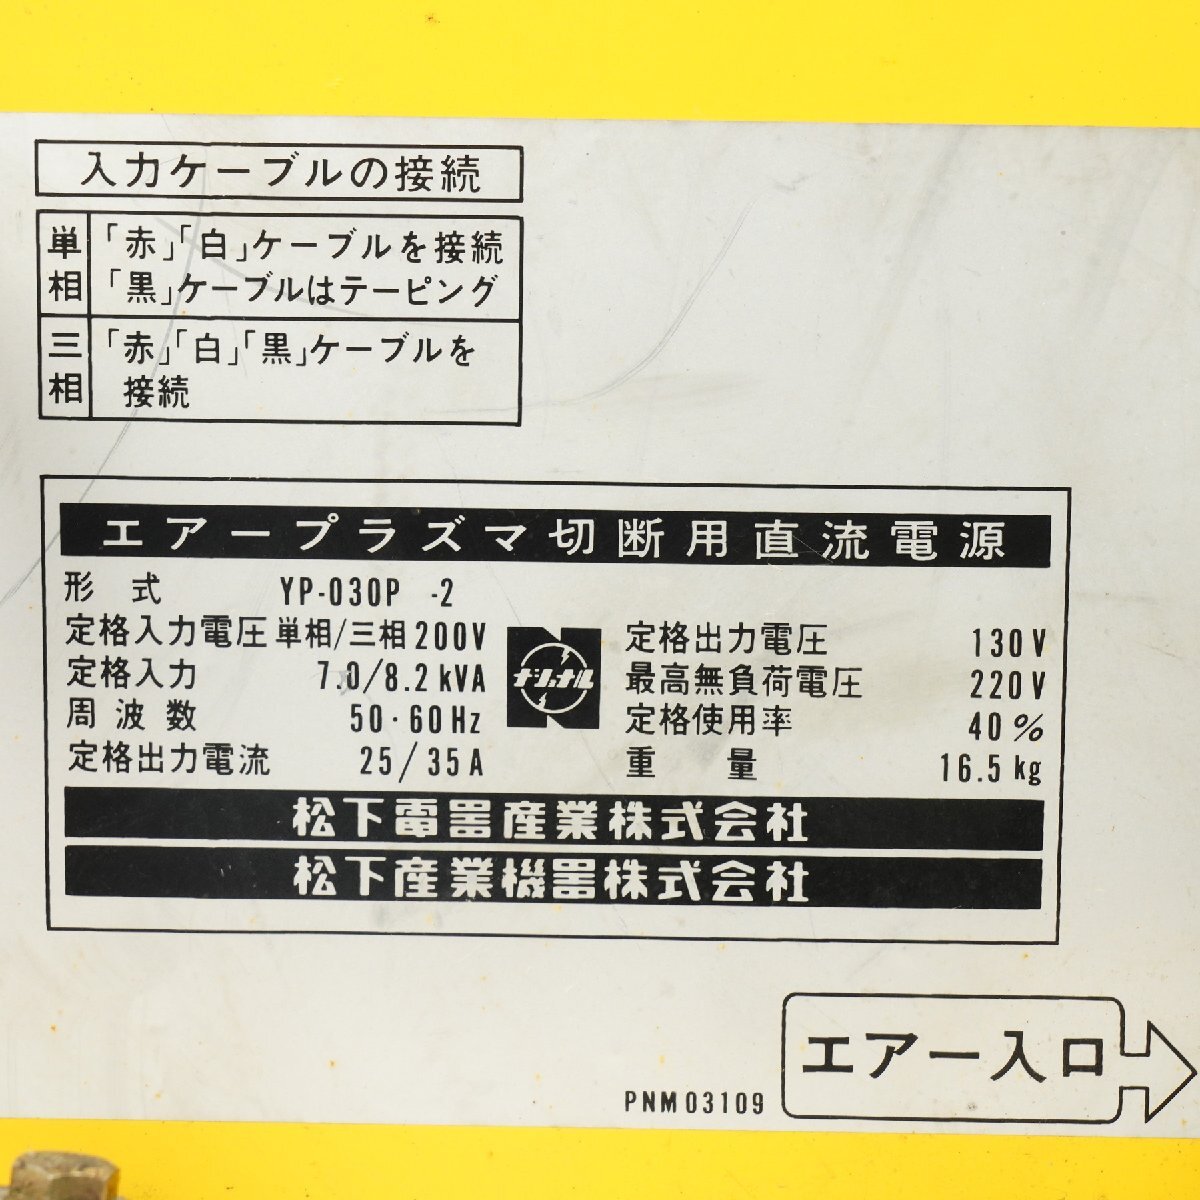 入力ケーブルの接続
単相
「赤」「白」ケーブルを接続
「黒」ケーブルはテーピング
三相
「赤」「白」「黒」ケーブルを
接続
エアープラズマ切断用直流電源
形式 YP-030P -2
定格入力電圧 単相/三相 200V
定格入力 7.0/8.2kVA
周波数 50・60Hz
定格出力電流 25/35A
ナショナル
定格出力電圧 130V
最高無負荷電圧 220V
定格使用率 40%
重量 16.5kg
松下電器産業株式会社
松下産業機器株式会社
エアー入口
PNM03109